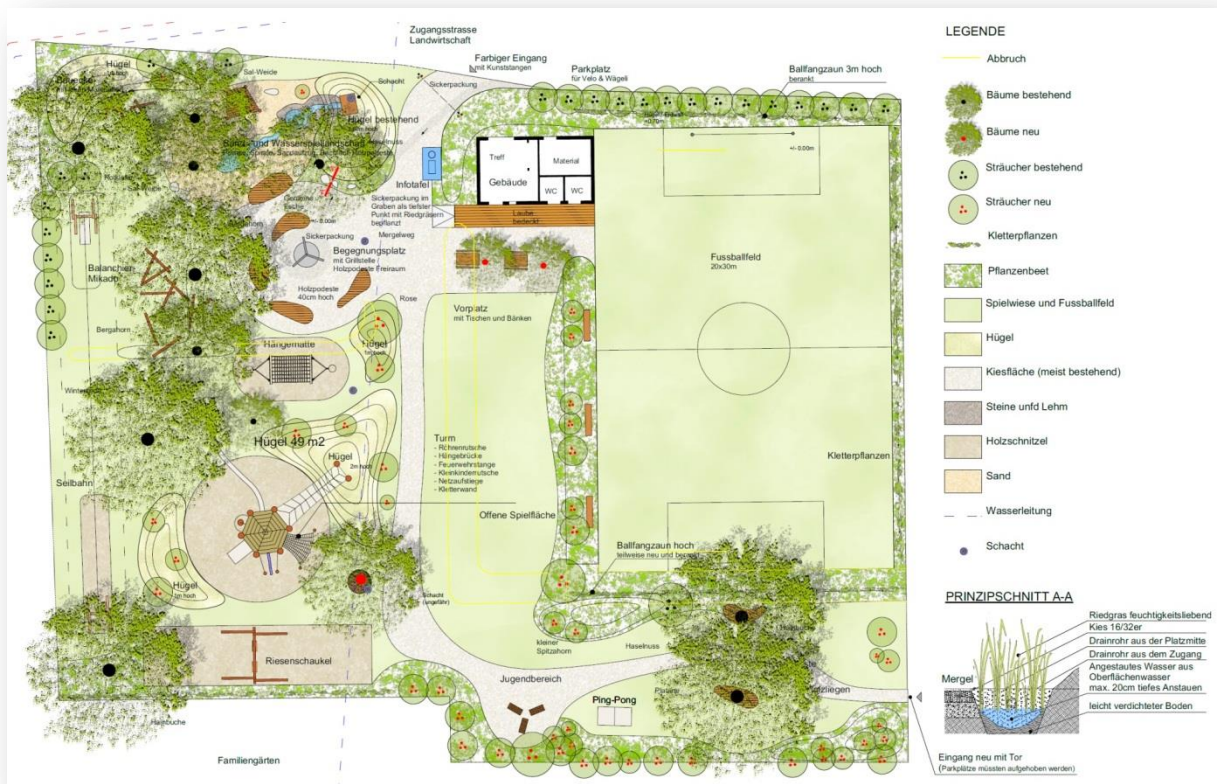 Zugangsstrasse
Landwirtschaft
Farbiger Eingang
mit Kunststangen
Parkplatz
für Velo & Wägeli
Ballfangzaun 3m hoch
berankt
Hügel
Sal-Weide
Schacht
Sickerpackung
Hügel bestehend
+/- 0.00m
Treff
Gebäude
Material
WC
WC
Laube
bedeckt
Infotafel
Sickerpackung im
Graben als tiefster
Punkt mit Riedgräsern
bepflanzt
Mergelweg
Sickerpackung
Begegnungsplatz
mit Grillstelle
Holzpodeste Freiraum
Holzpodeste
40cm hoch
Balancier-
Mikado
Bergahorn
Rose
Vorplatz
mit Tischen und Bänken
Fussballfeld
20x30m
Hängematte
Hügel
1m hoch
Hügel 49 m2
Hügel
2m hoch
Turm
- Röhrenrutsche
- Hängebrücke
- Feuerwehrstange
- Kleinkinderrutsche
- Netzaufstiege
- Kletterwand
Kletterpflanzen
Seilbahn
Offene Spielfläche
Ballfangzaun hoch
teilweise neu und berankt
Hügel
1m hoch
Schacht
(ungefähr)
kleiner
Spitzahorn
Haselnuss
Riesenschaukel
Jugendbereich
Ping-Pong
Platane
Hainbuche
Familiengärten
Eingang neu mit Tor
(Parkplätze müssten aufgehoben werden)
LEGENDE
Abbruch
Bäume bestehend
Bäume neu
Sträucher bestehend
Sträucher neu
Kletterpflanzen
Pflanzenbeet
Spielwiese und Fussballfeld
Hügel
Kiesfläche (meist bestehend)
Steine unfd Lehm
Holzschnitzel
Sand
Wasserleitung
Schacht
PRINZIPSCHNITT A-A
Riedgras feuchtigkeitsliebend
Kies 16/32er
Drainrohr aus der Platzmitte
Drainrohr aus dem Zugang
Angestautes Wasser aus
Oberflächenwasser
max. 20cm tiefes Anstauen
leicht verdichteter Boden
Mergel